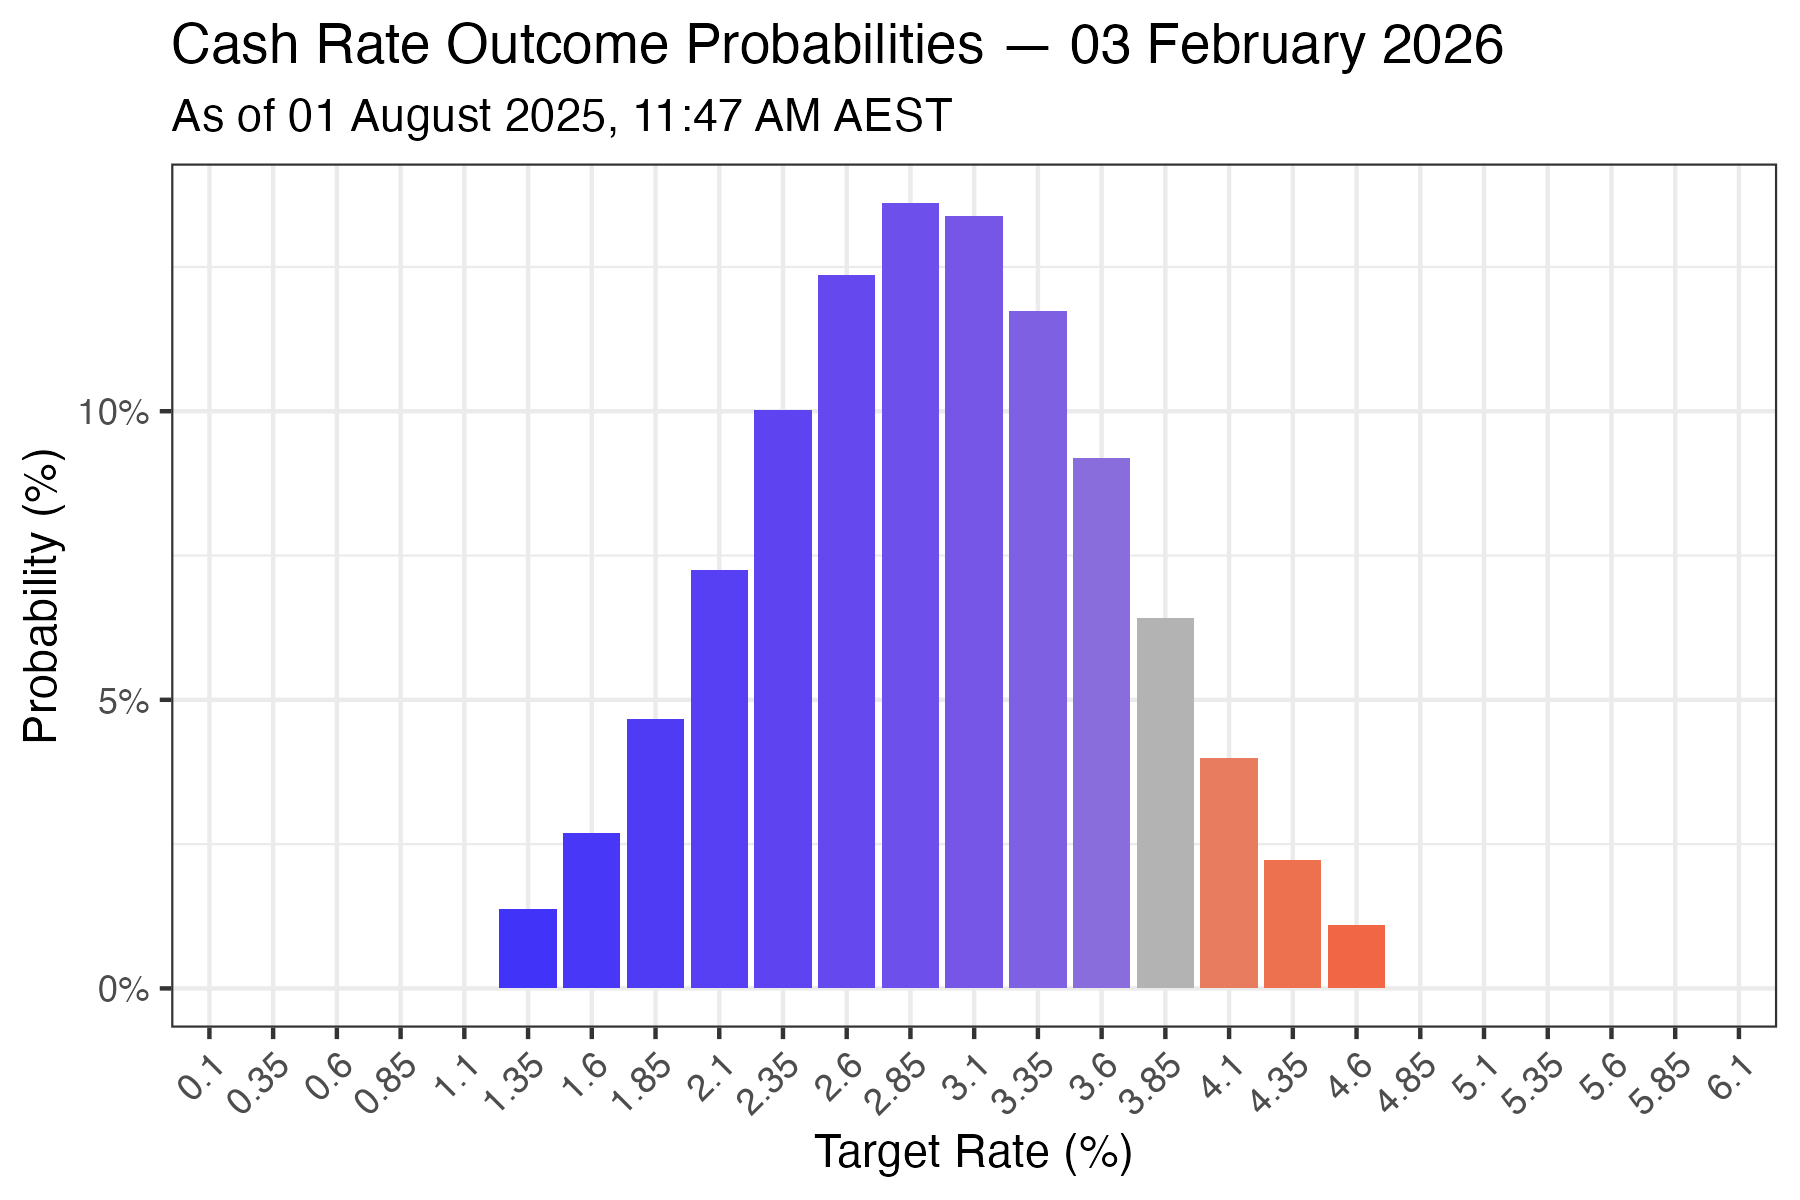 Cash Rate Outcome Probabilities — 03 February 2026
As of 01 August 2025, 11:47 AM AEST
Probability (%)
10%
5%
0%
0.1 0.35 0.6 0.85 1.1 1.35 1.6 1.85 2.1 2.35 2.6 2.85 3.1 3.35 3.6 3.85 4.1 4.35 4.6 4.85 5.1 5.35 5.6 5.85 6.1
Target Rate (%)